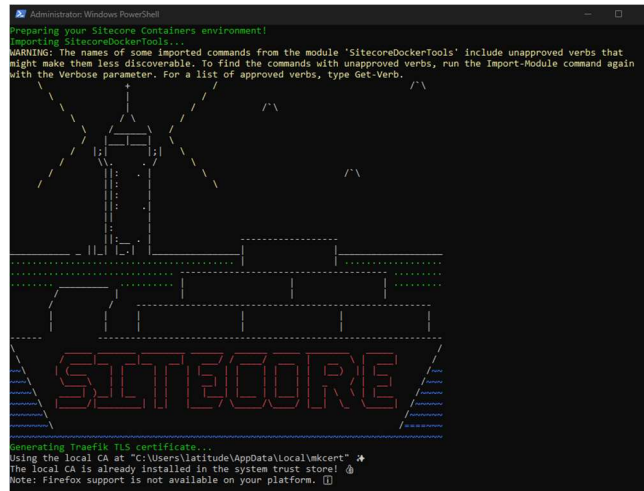 Administrator: Windows PowerShell
Preparing your Sitecore Containers environment!
Importing SitecoreDockerTools...
WARNING: The names of some imported commands from the module 'SitecoreDockerTools' include unapproved verbs that
might make them less discoverable. To find the commands with unapproved verbs, run the Import-Module command again
with the Verbose parameter. For a list of approved verbs, type Get-Verb.
SITECORE
Generating Traefik TLS certificate...
Using the local CA at "C:\Users\latitude\AppData\Local\mkcert" ✨
The local CA is already installed in the system trust store! 👍
Note: Firefox support is not available on your platform. ℹ️